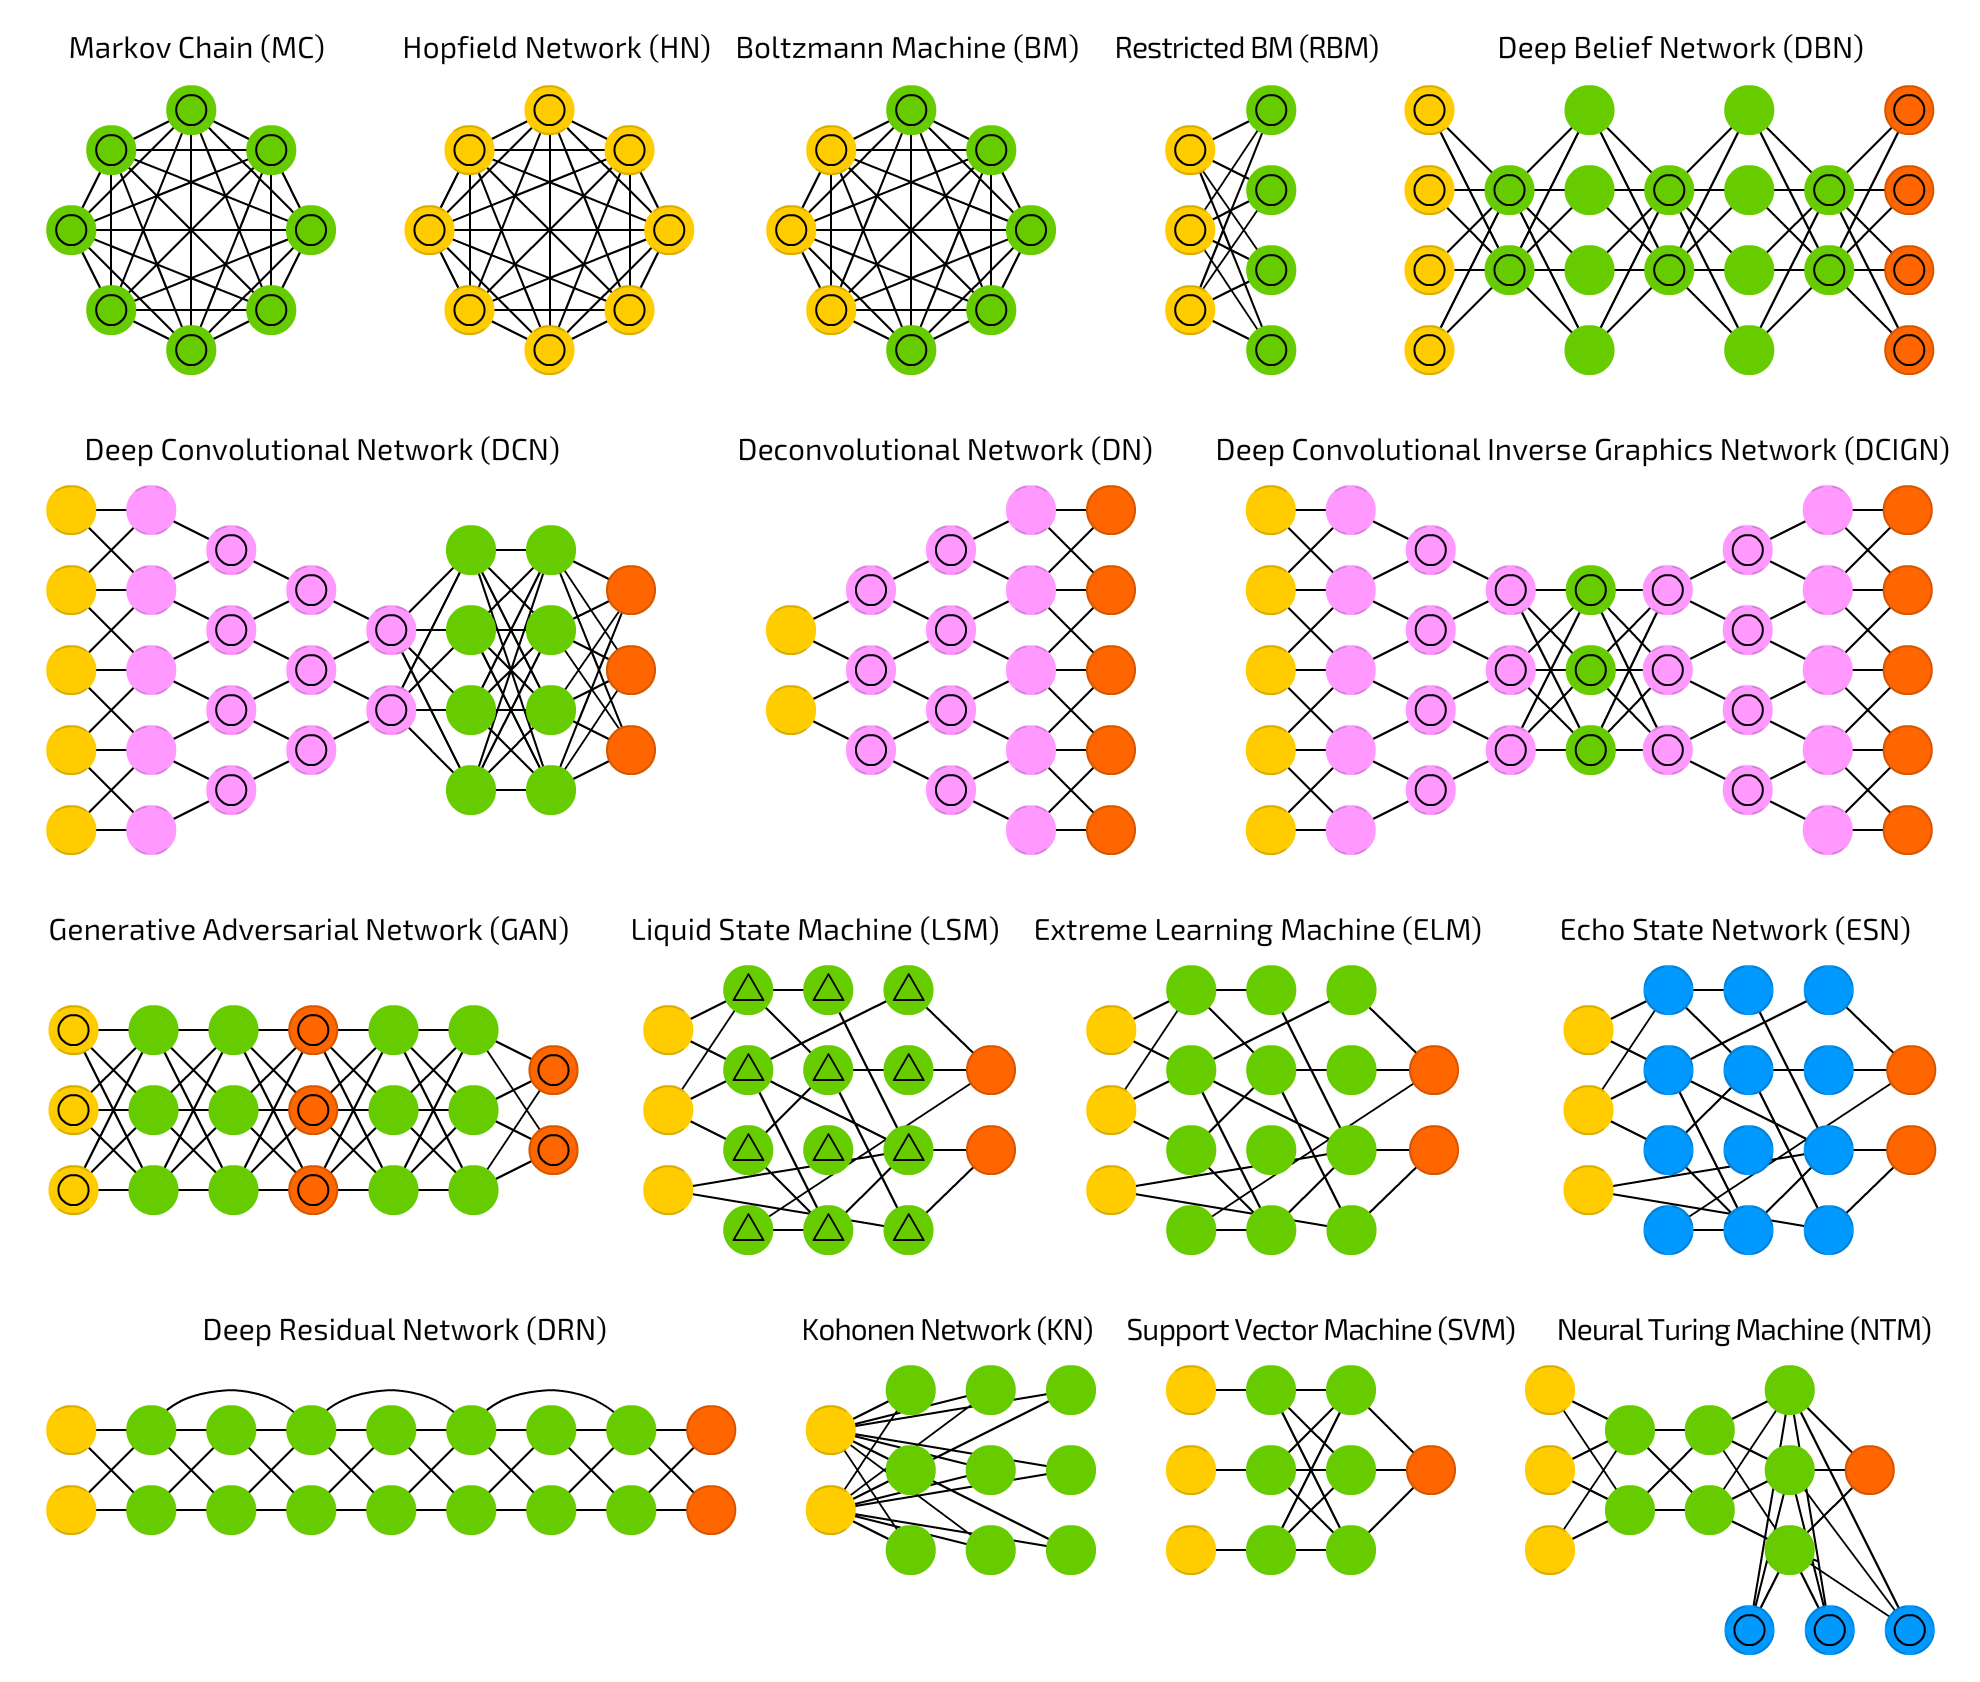 Markov Chain (MC)
Hopfield Network (HN)
Boltzmann Machine (BM)
Restricted BM (RBM)
Deep Belief Network (DBN)
Deep Convolutional Network (DCN)
Deconvolutional Network (DN)
Deep Convolutional Inverse Graphics Network (DCIGN)
Generative Adversarial Network (GAN)
Liquid State Machine (LSM)
Extreme Learning Machine (ELM)
Echo State Network (ESN)
Deep Residual Network (DRN)
Kohonen Network (KN)
Support Vector Machine (SVM)
Neural Turing Machine (NTM)